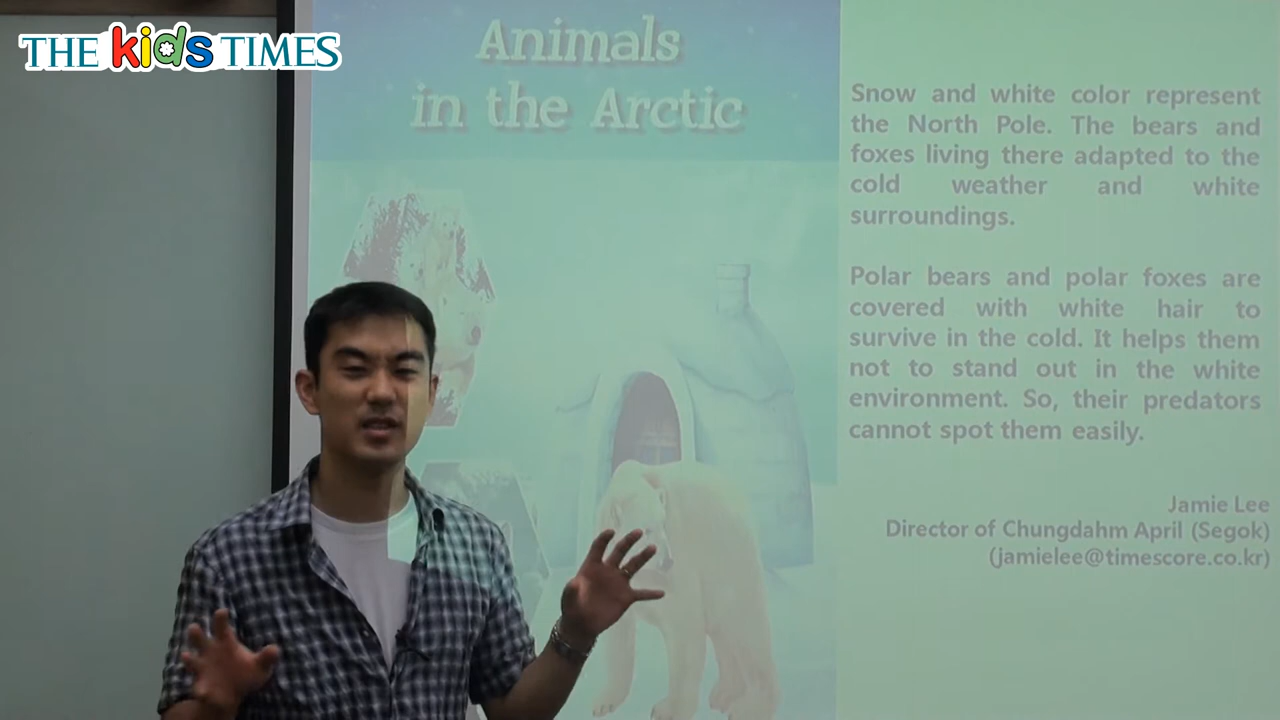 THE kids TIMES
Animals
in the Arctic
Snow and white color represent
the North Pole. The bears and
foxes living there adapted to the
cold weather and white
surroundings.
Polar bears and polar foxes are
covered with white hair to
survive in the cold. It helps them
not to stand out in the white
environment. So, their predators
cannot spot them easily.
Jamie Lee
Director of Chungdahm April (Segok)
(jamielee@timescore.co.kr)